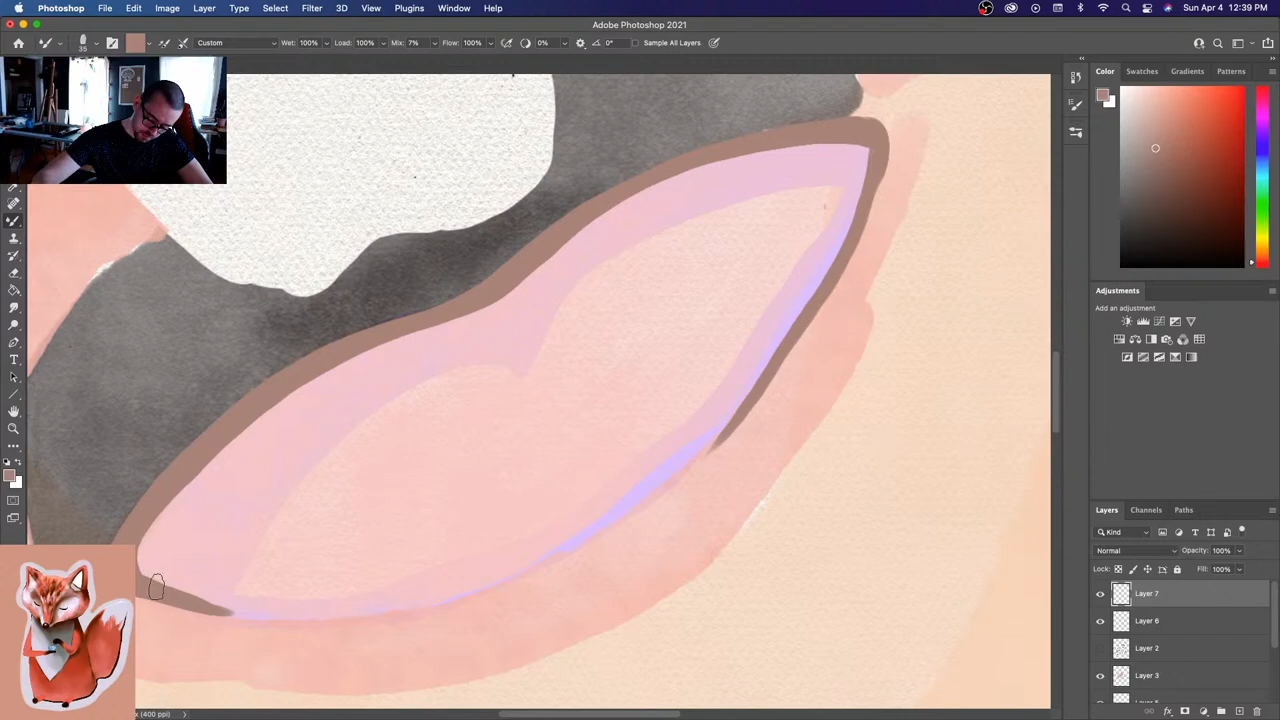 Photoshop File Edit Image Layer Type Select Filter 3D View Plugins Window Help Sun Apr 4 12:39 PM
Adobe Photoshop 2021
35 Custom Wet: 100% Load: 100% Mix: 7% Flow: 100% 0% 0° Sample All Layers
Color Swatches Gradients Patterns
Adjustments
Add an adjustment
Layers Channels Paths
Kind
Normal Opacity: 100%
Lock: Fill: 100%
Layer 7
Layer 6
Layer 2
Layer 3
(400 ppi)